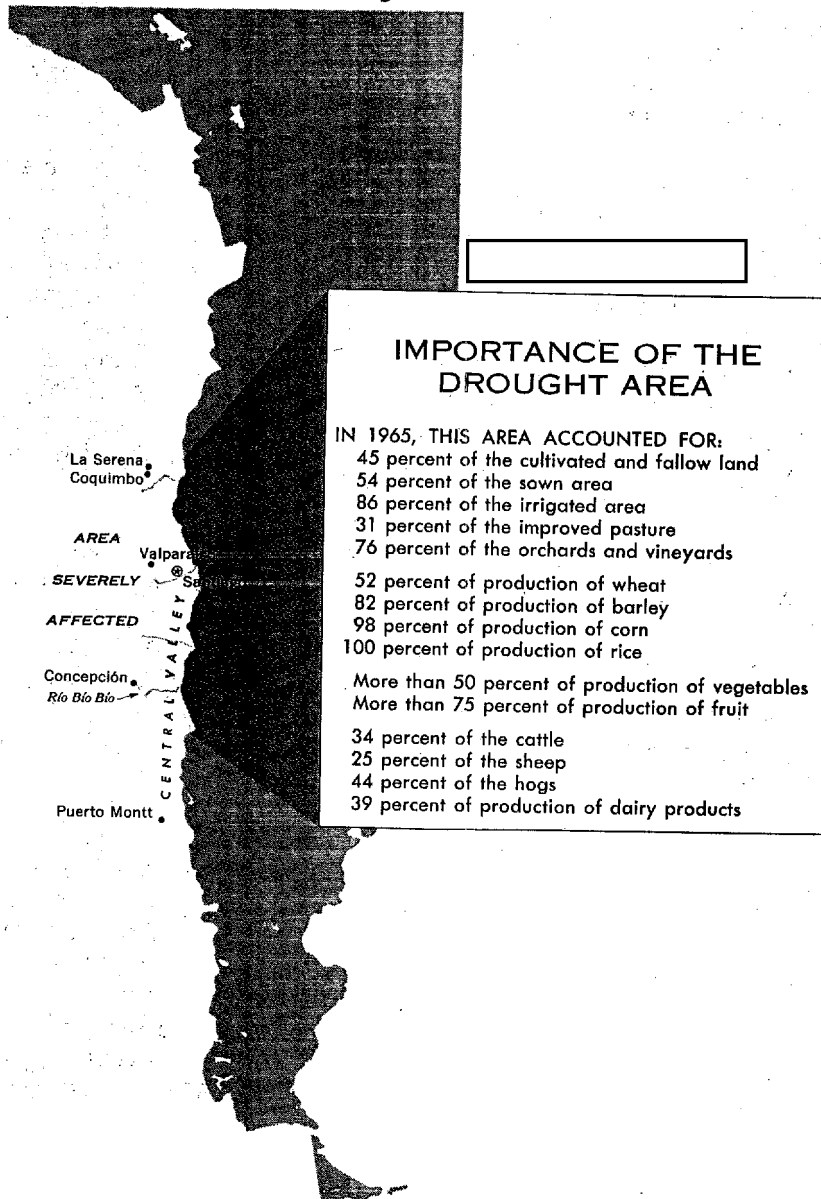 IMPORTANCE OF THE
DROUGHT AREA
IN 1965, THIS AREA ACCOUNTED FOR:
45 percent of the cultivated and fallow land
54 percent of the sown area
86 percent of the irrigated area
31 percent of the improved pasture
76 percent of the orchards and vineyards
52 percent of production of wheat
82 percent of production of barley
98 percent of production of corn
100 percent of production of rice
More than 50 percent of production of vegetables
More than 75 percent of production of fruit
34 percent of the cattle
25 percent of the sheep
44 percent of the hogs
39 percent of production of dairy products
La Serena
Coquimbo
AREA
SEVERELY
AFFECTED
Concepción
Río Bío Bío
CENTRAL VALLEY
Puerto Montt